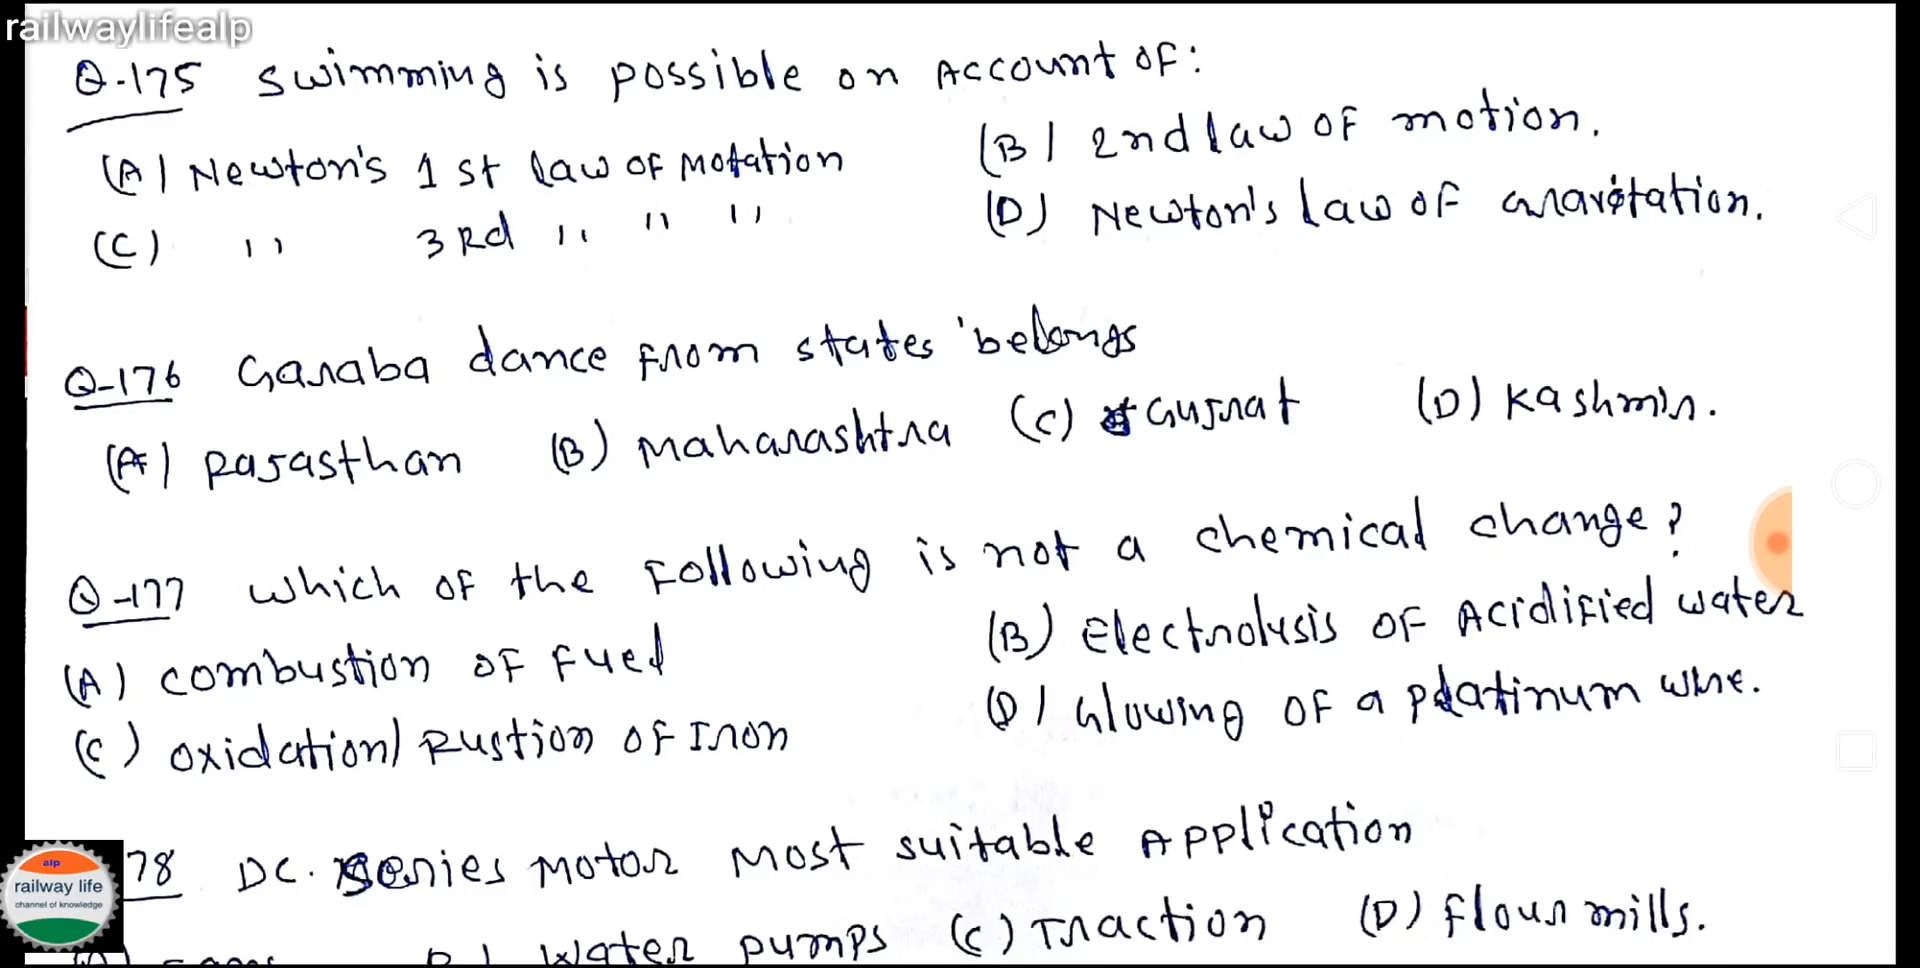 railwaylifealp
Q-175 Swimming is possible on Account of:
(A) Newton's 1st law of Motation (B) 2nd law of motion.
(C) ,, 3Rd ,, ,, ,, (D) Newton's law of Gravitation.
Q-176 Garaba dance from states belongs
(A) Rajasthan (B) Maharashtra (C) Gujrat (D) Kashmir.
Q-177 Which of the Following is not a chemical change?
(A) combustion of fuel (B) Electrolysis of Acidified water
(C) oxidation/Rustion of Iron (D) Glowing of a platinum wire.
78 DC. Series Motor Most suitable Application
Water pumps (C) Traction (D) Flour mills.
alp
railway life
channel of knowledge